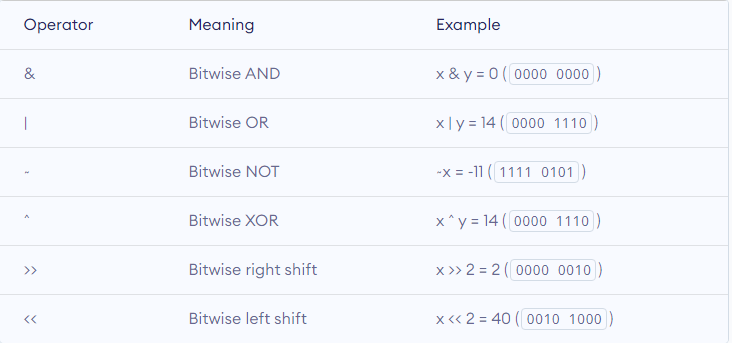 Operator Meaning Example
& Bitwise AND x & y = 0 ( 0000 0000 )
| Bitwise OR x | y = 14 ( 0000 1110 )
~ Bitwise NOT ~x = -11 ( 1111 0101 )
^ Bitwise XOR x ^ y = 14 ( 0000 1110 )
>> Bitwise right shift x >> 2 = 2 ( 0000 0010 )
<< Bitwise left shift x << 2 = 40 ( 0010 1000 )